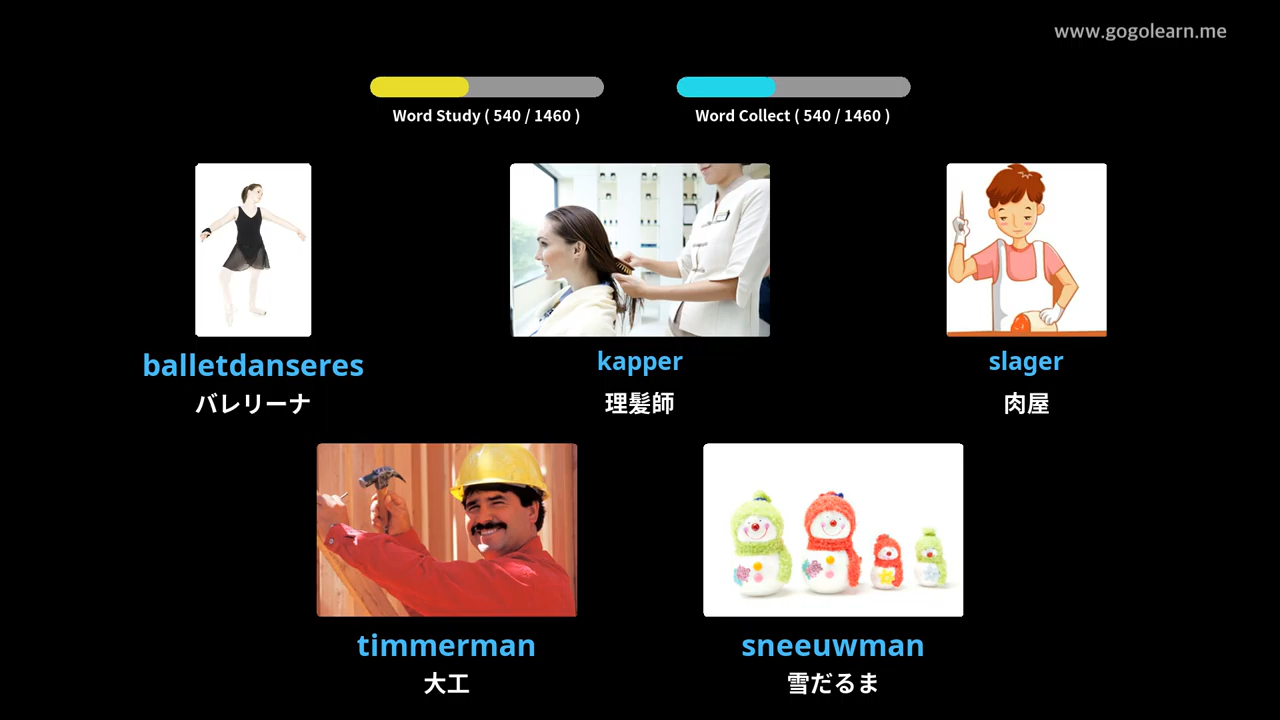 www.gogolearn.me
Word Study ( 540 / 1460 )
Word Collect ( 540 / 1460 )
balletdanseres
バレリーナ
kapper
理髪師
slager
肉屋
timmerman
大工
sneeuwman
雪だるま